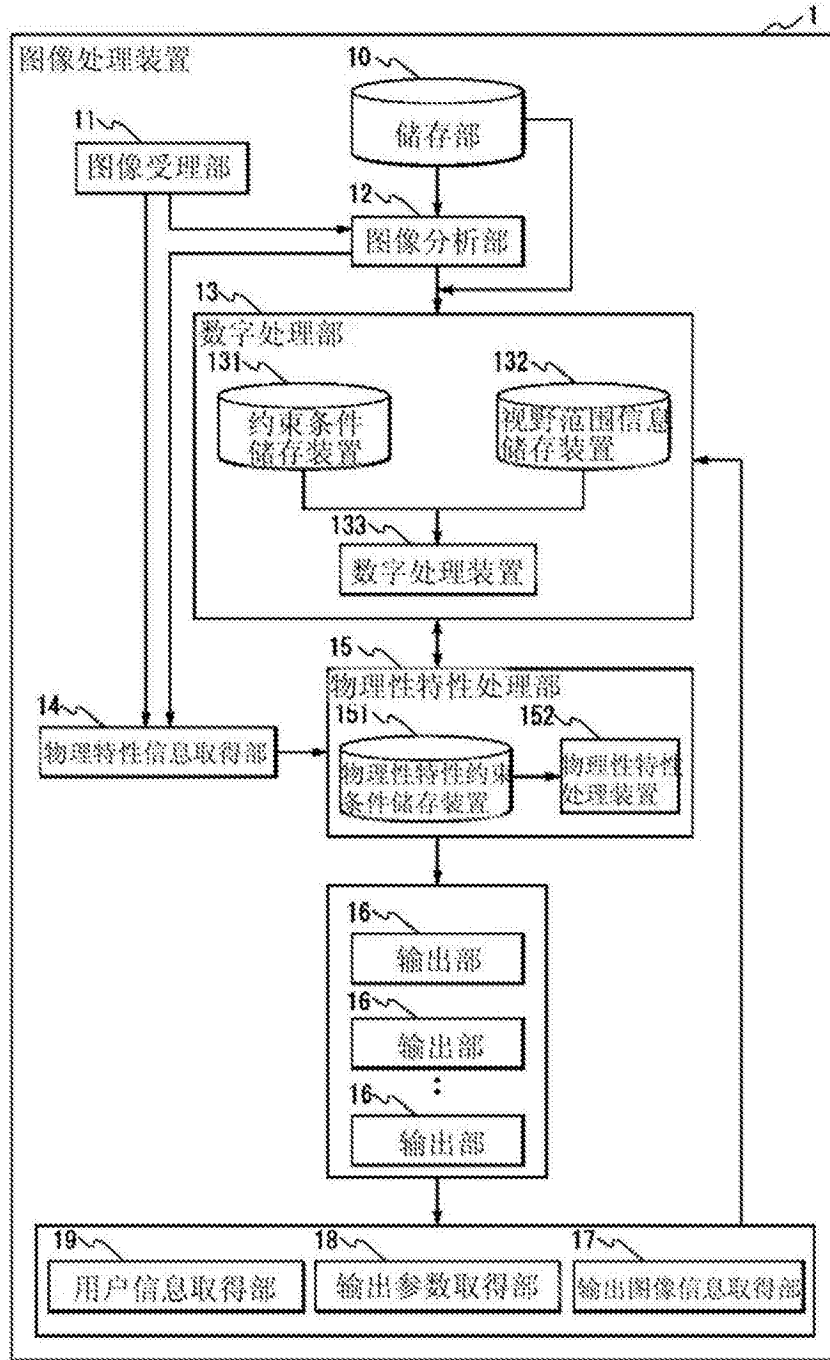 1
图像处理装置
10
储存部
11
图像受理部
12
图像分析部
13
数字处理部
131
约束条件
储存装置
132
视野范围信息
储存装置
133
数字处理装置
15
物理性特性处理部
14
物理特性信息取得部
151
物理性特性约束
条件储存装置
152
物理性特性
处理装置
16
输出部
16
输出部
⋮
16
输出部
19
用户信息取得部
18
输出参数取得部
17
输出图像信息取得部